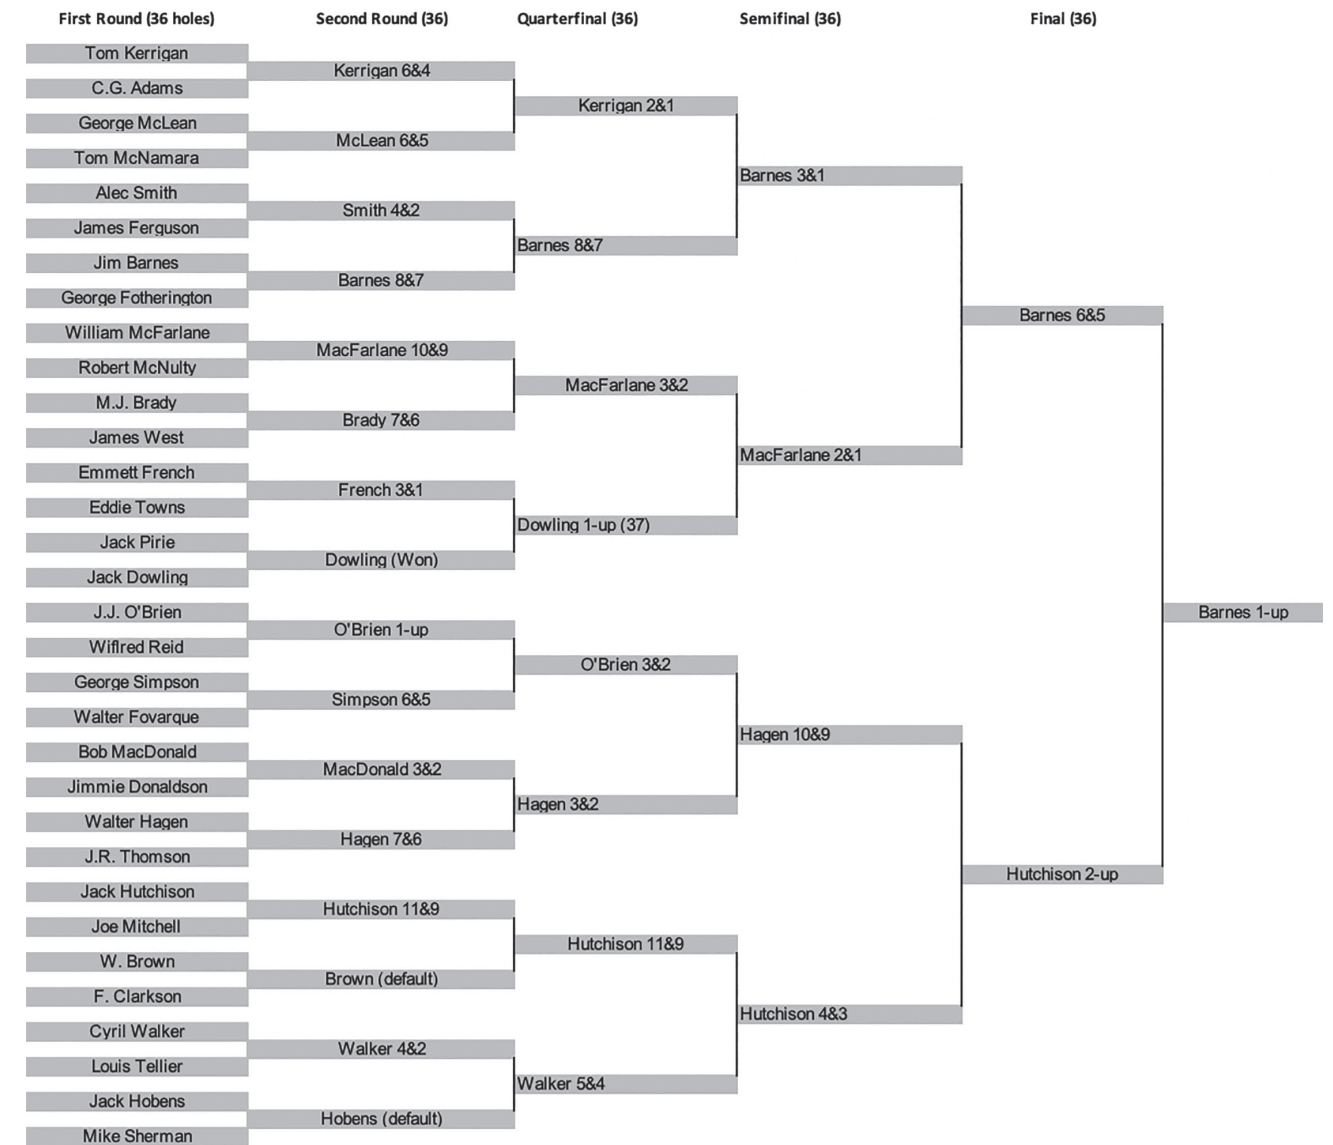 First Round (36 holes) Second Round (36) Quarterfinal (36) Semifinal (36) Final (36)
Tom Kerrigan
Kerrigan 6&4
C.G. Adams
Kerrigan 2&1
George McLean
McLean 6&5
Tom McNamara
Barnes 3&1
Alec Smith
Smith 4&2
James Ferguson
Barnes 8&7
Jim Barnes
Barnes 8&7
George Fotherington
Barnes 6&5
William McFarlane
MacFarlane 10&9
Robert McNulty
MacFarlane 3&2
M.J. Brady
Brady 7&6
James West
MacFarlane 2&1
Emmett French
French 3&1
Eddie Towns
Dowling 1-up (37)
Jack Pirie
Dowling (Won)
Jack Dowling
J.J. O'Brien
Barnes 1-up
O'Brien 1-up
Wiflred Reid
O'Brien 3&2
George Simpson
Simpson 6&5
Walter Fovarque
Hagen 10&9
Bob MacDonald
MacDonald 3&2
Jimmie Donaldson
Hagen 3&2
Walter Hagen
Hagen 7&6
J.R. Thomson
Hutchison 2-up
Jack Hutchison
Hutchison 11&9
Joe Mitchell
Hutchison 11&9
W. Brown
Brown (default)
F. Clarkson
Hutchison 4&3
Cyril Walker
Walker 4&2
Louis Tellier
Walker 5&4
Jack Hobens
Hobens (default)
Mike Sherman